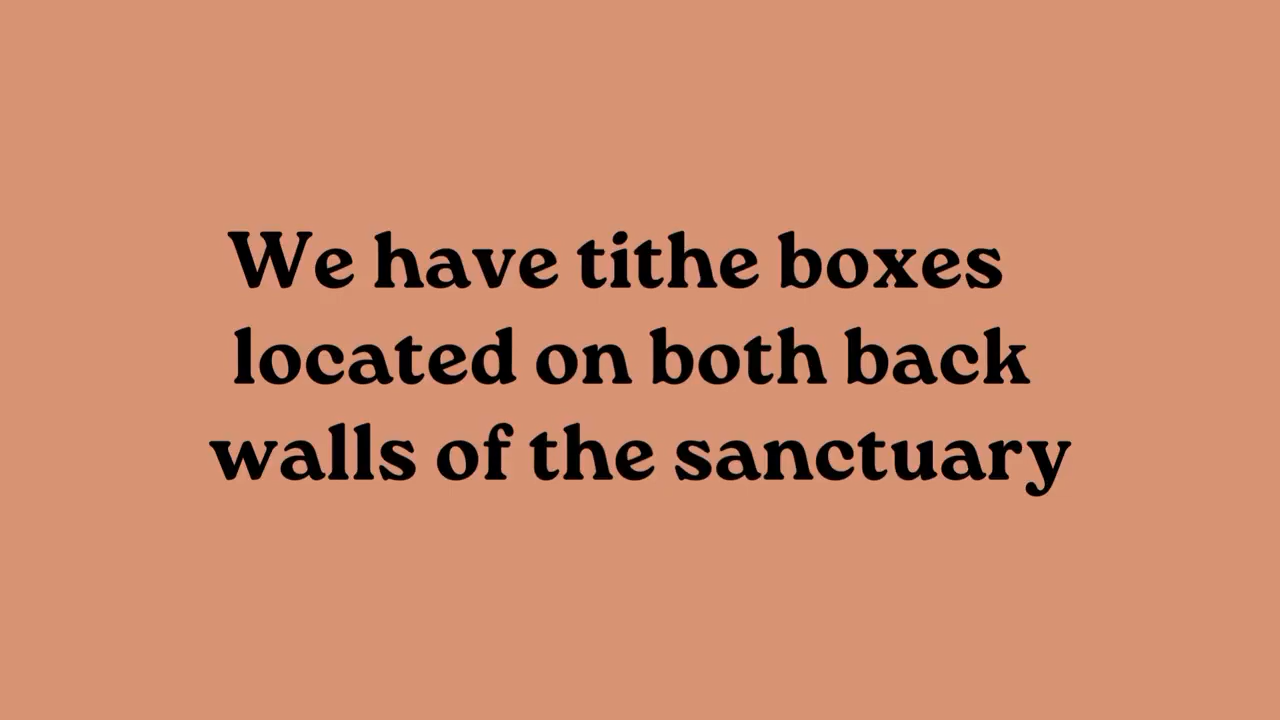 We have tithe boxes
located on both back
walls of the sanctuary